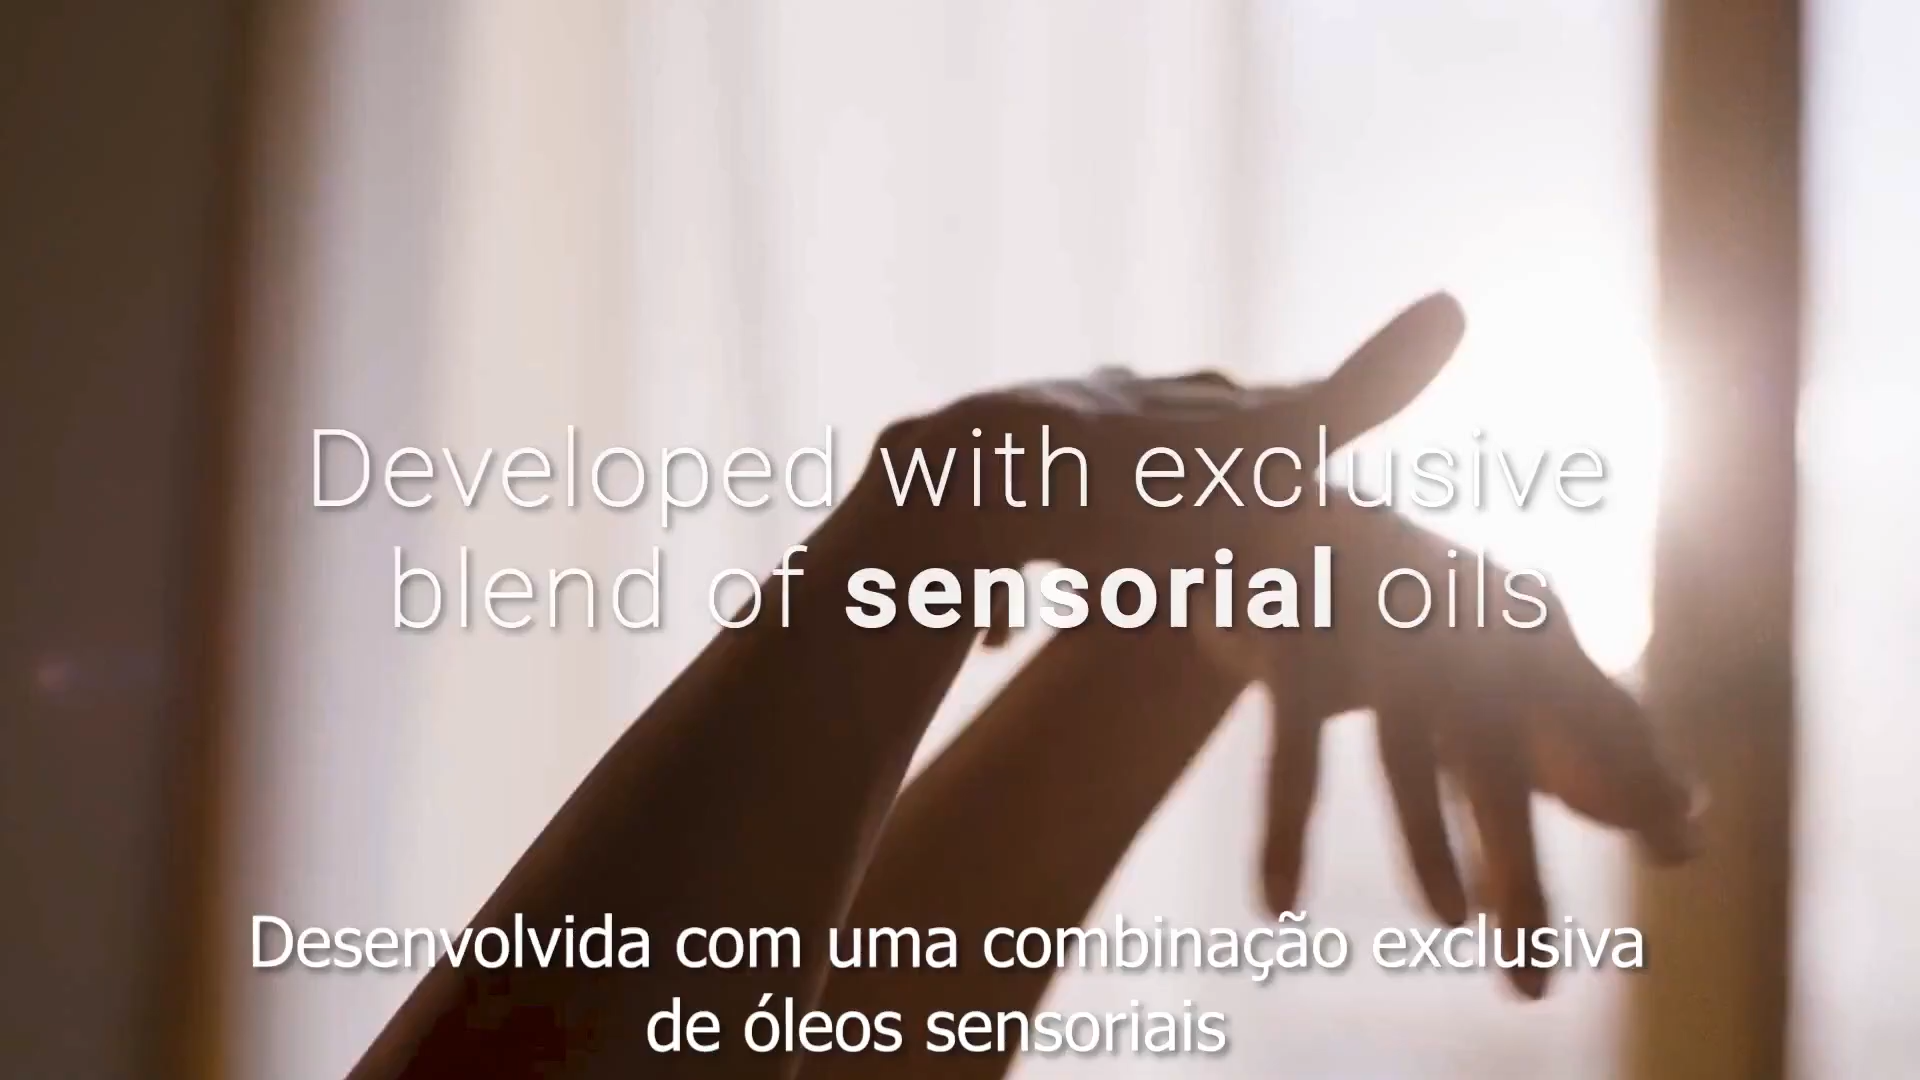 Developed with exclusive
blend of sensorial oils
Desenvolvida com uma combinação exclusiva
de óleos sensoriais